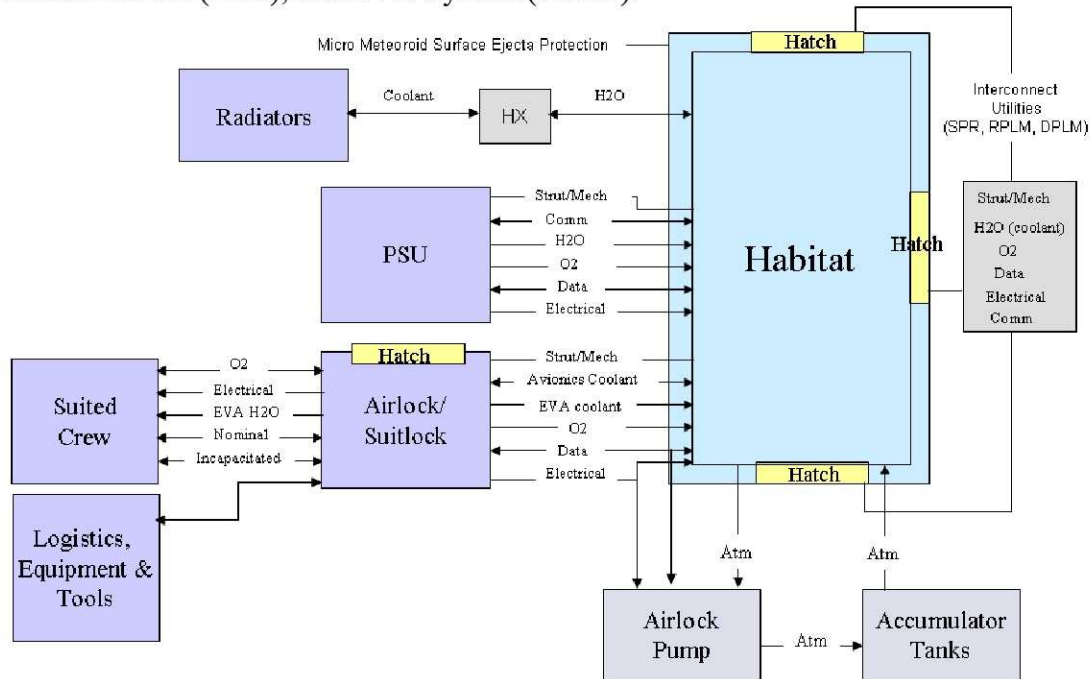 Micro Meteoroid Surface Ejecta Protection
Hatch
Radiators
Coolant
HX
H2O
Interconnect
Utilities
(SPR, RPLM, DPLM)
PSU
Strut/Mech
Comm
H2O
O2
Data
Electrical
Habitat
Hatch
Strut/Mech
H2O (coolant)
O2
Data
Electrical
Comm
Suited
Crew
O2
Electrical
EVA H2O
Nominal
Incapacitated
Hatch
Airlock/
Suitlock
Strut/Mech
Avionics Coolant
EVA coolant
O2
Data
Electrical
Hatch
Logistics,
Equipment &
Tools
Atm
Atm
Airlock
Pump
Atm
Accumulator
Tanks